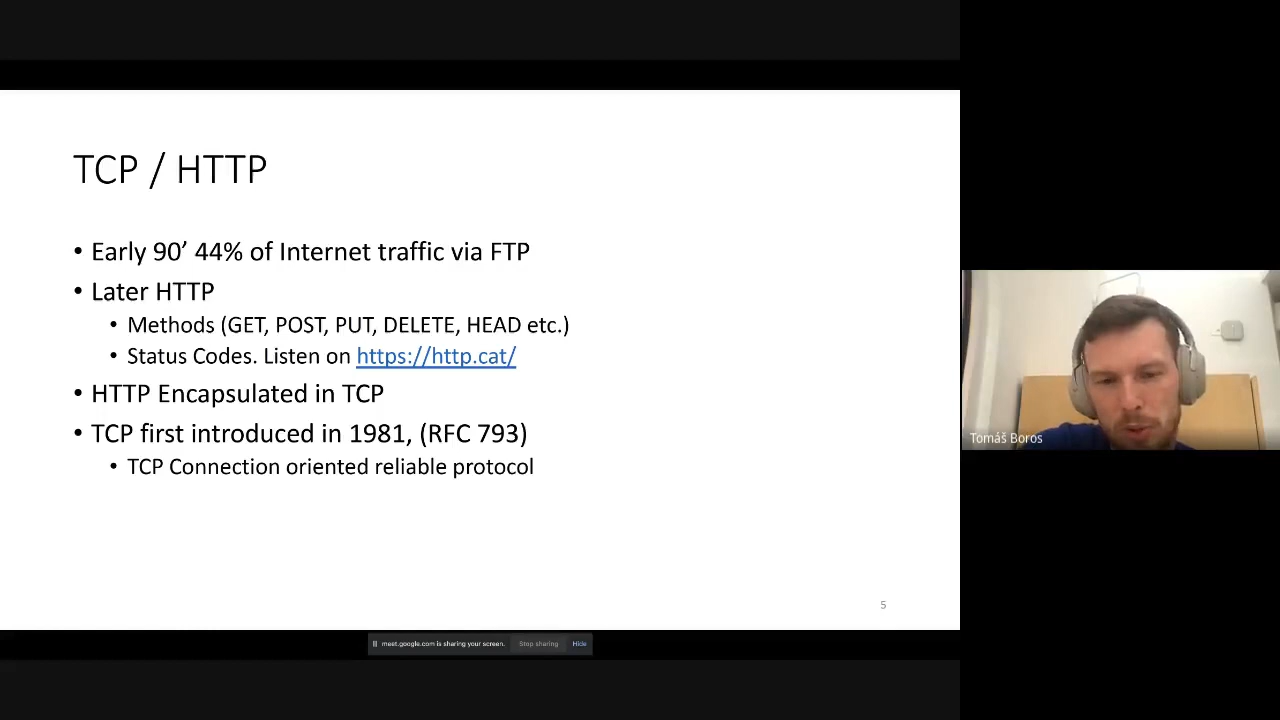 TCP / HTTP
• Early 90’ 44% of Internet traffic via FTP
• Later HTTP
• Methods (GET, POST, PUT, DELETE, HEAD etc.)
• Status Codes. Listen on https://http.cat/
• HTTP Encapsulated in TCP
• TCP first introduced in 1981, (RFC 793)
• TCP Connection oriented reliable protocol
Tomáš Boros
5
meet.google.com is sharing your screen. Stop sharing Hide